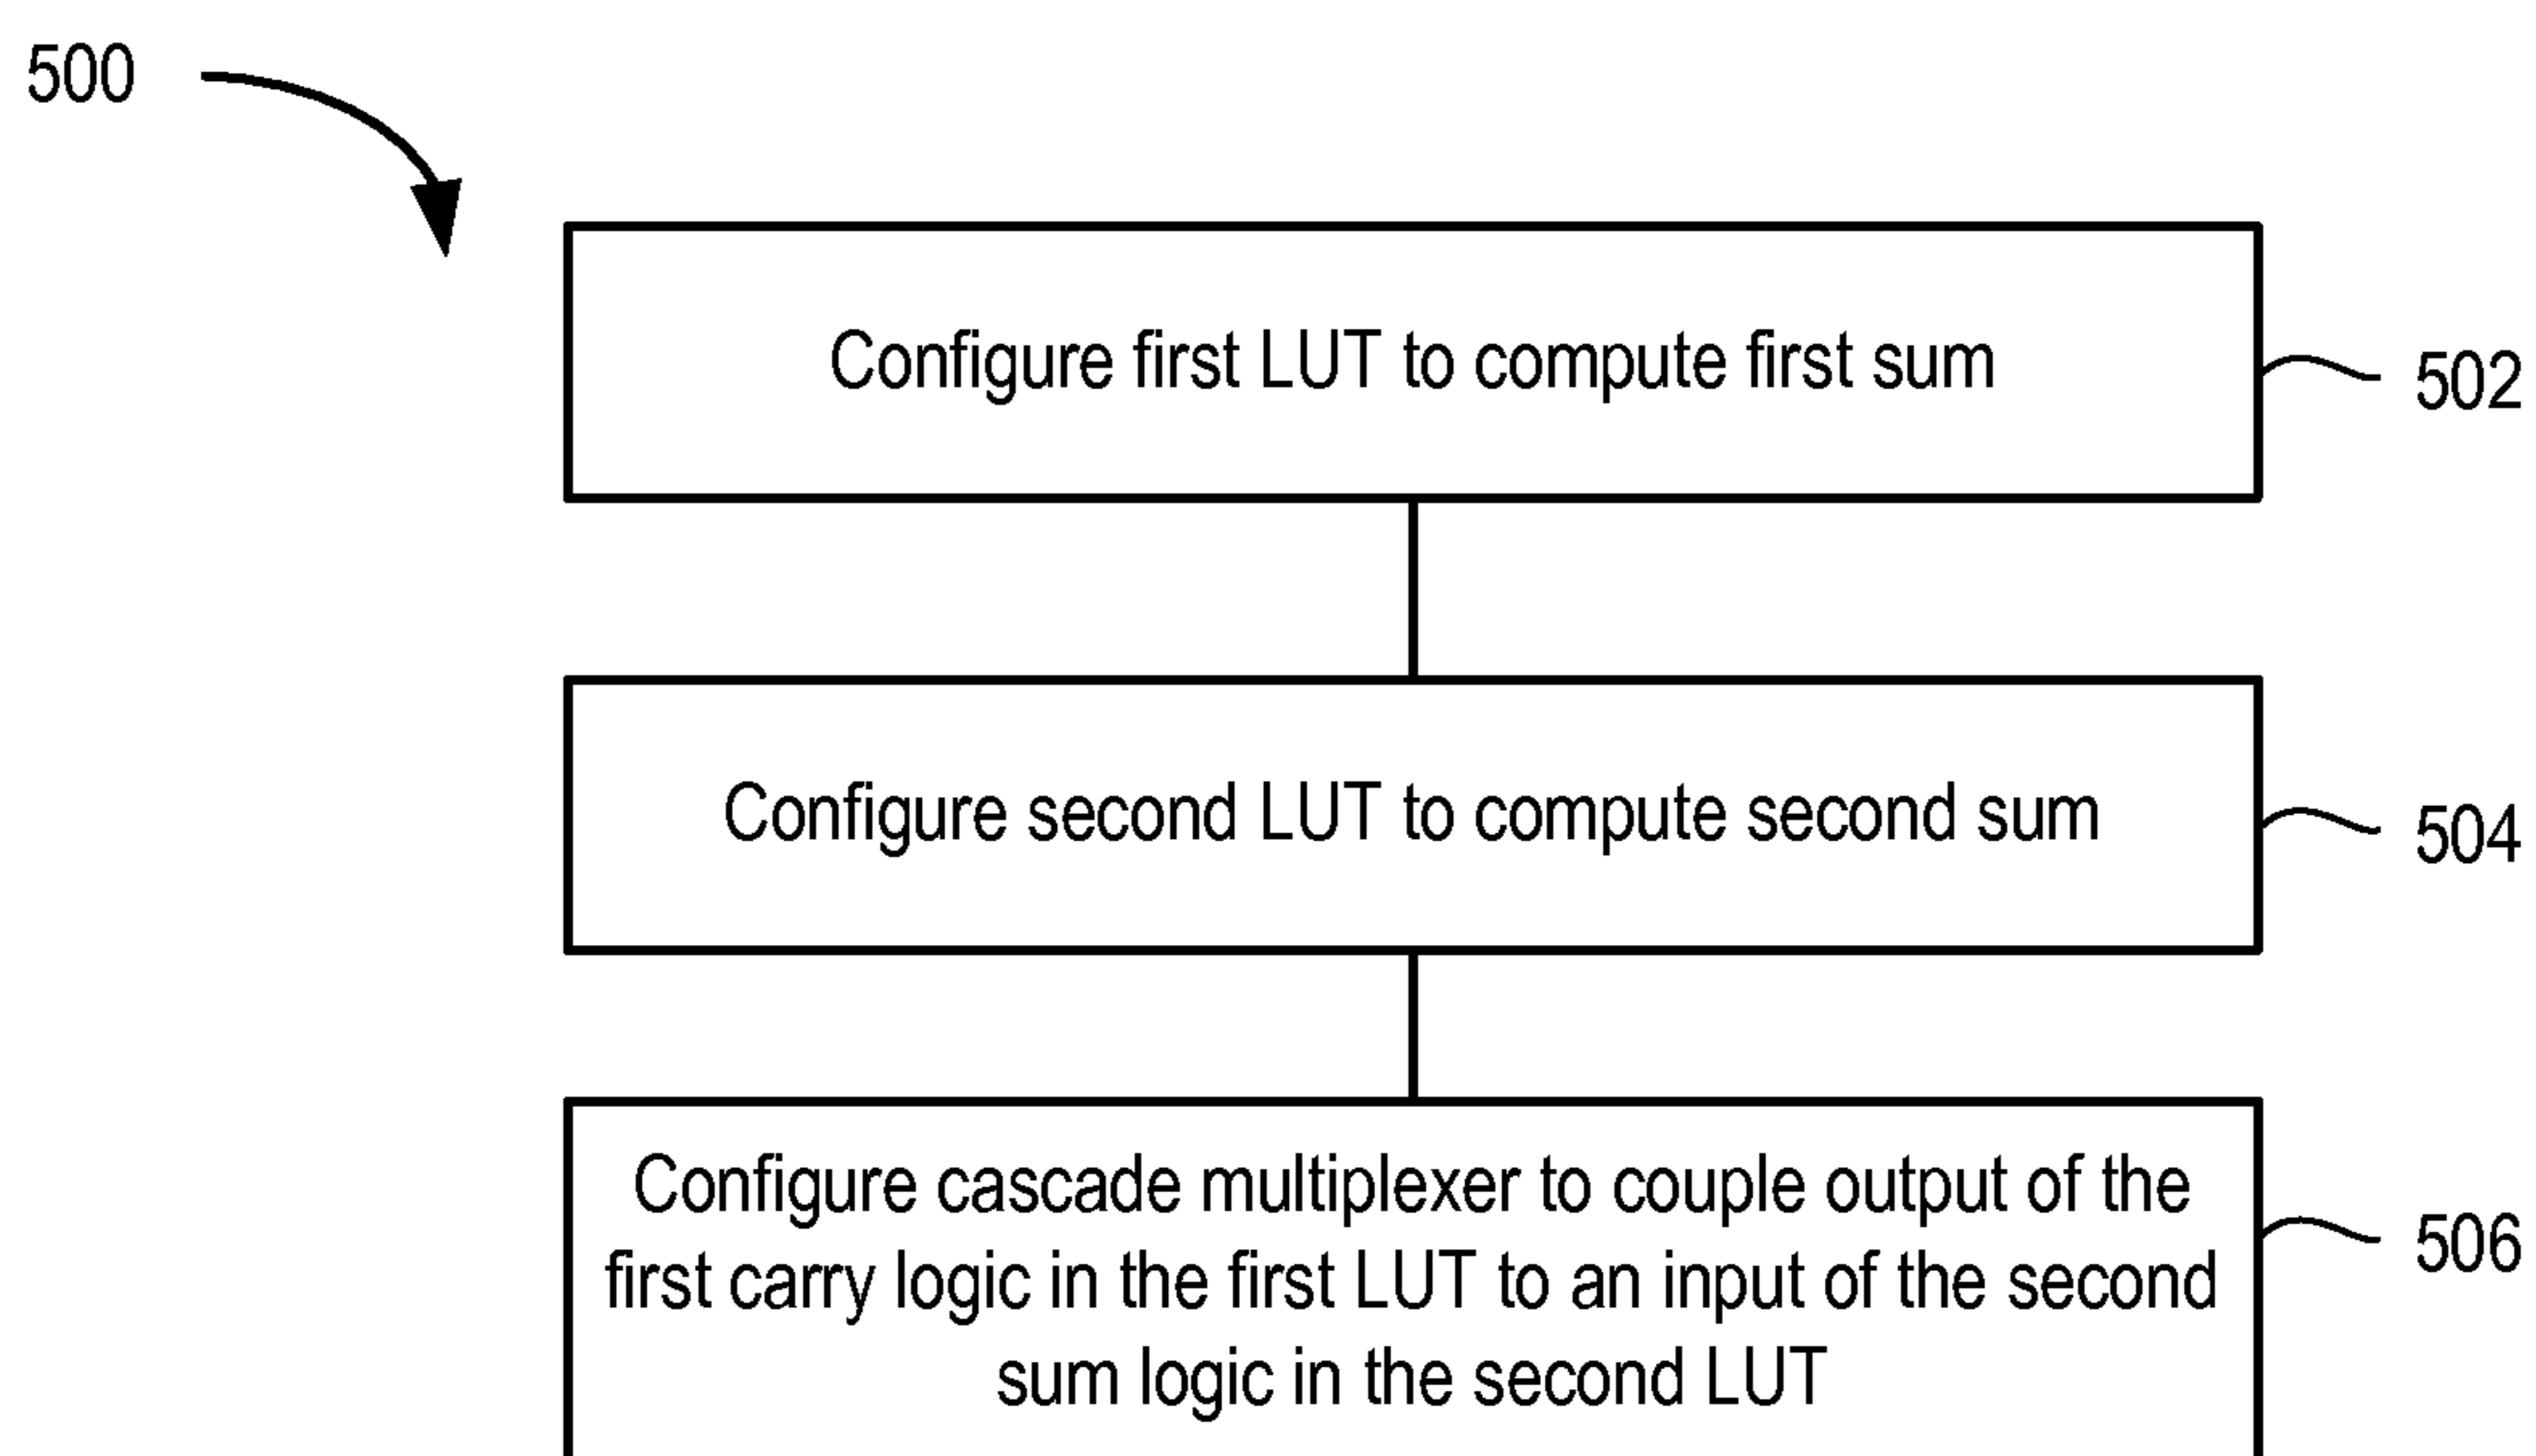 500
Configure first LUT to compute first sum
502
Configure second LUT to compute second sum
504
Configure cascade multiplexer to couple output of the
first carry logic in the first LUT to an input of the second
sum logic in the second LUT
506